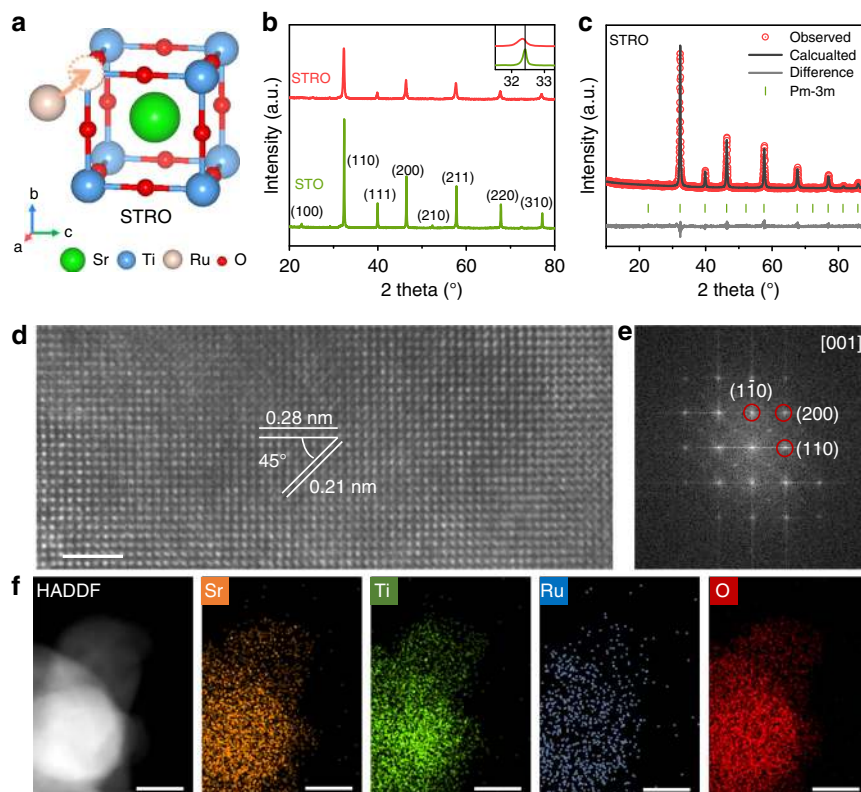 a
STRO
b
a
c
Sr Ti Ru O
b
Intensity (a.u.)
STRO
STO
32 33
(100)
(110)
(111)
(200)
(210)
(211)
(220)
(310)
20 40 60 80
2 theta (°)
c
STRO
Observed
Calcualted
Difference
Pm-3m
Intensity (a.u.)
20 40 60 80
2 theta (°)
d
0.28 nm
45°
0.21 nm
e
[001]
(11̅0)
(200)
(110)
f
HADDF
Sr
Ti
Ru
O